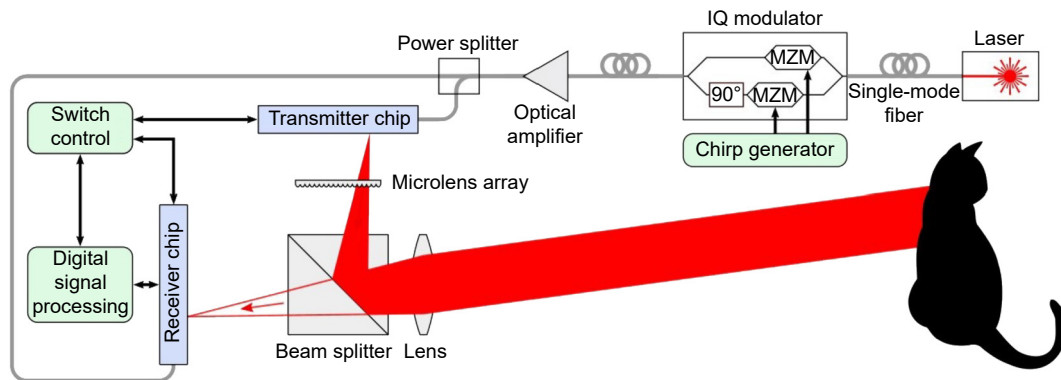 IQ modulator
Power splitter
Laser
MZM
90°
MZM
Optical
amplifier
Single-mode
fiber
Switch
control
Transmitter chip
Chirp generator
Microlens array
Receiver chip
Digital
signal
processing
Beam splitter
Lens